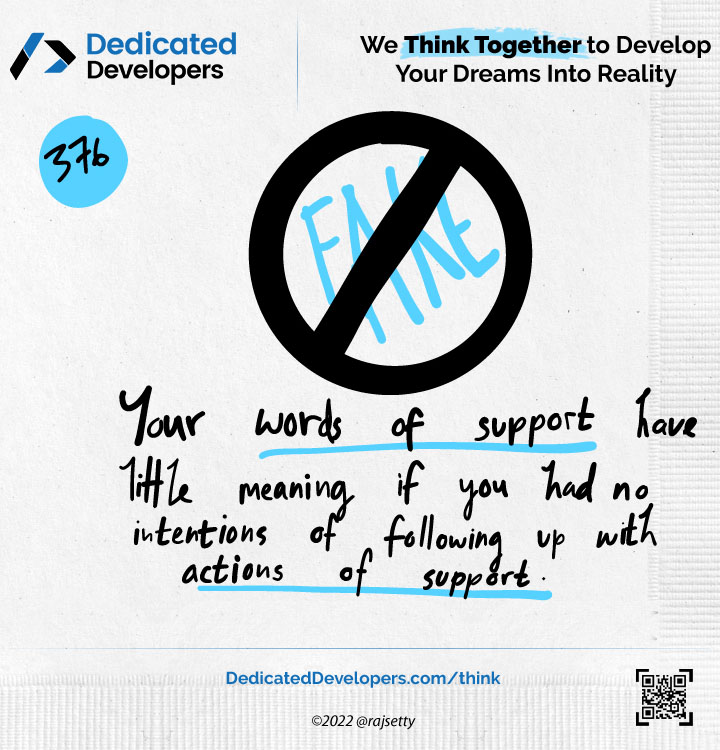 Dedicated
Developers
We Think Together to Develop
Your Dreams Into Reality
376
FAKE
Your words of support have
little meaning if you had no
intentions of following up with
actions of support.
DedicatedDevelopers.com/think
©2022 @rajsetty